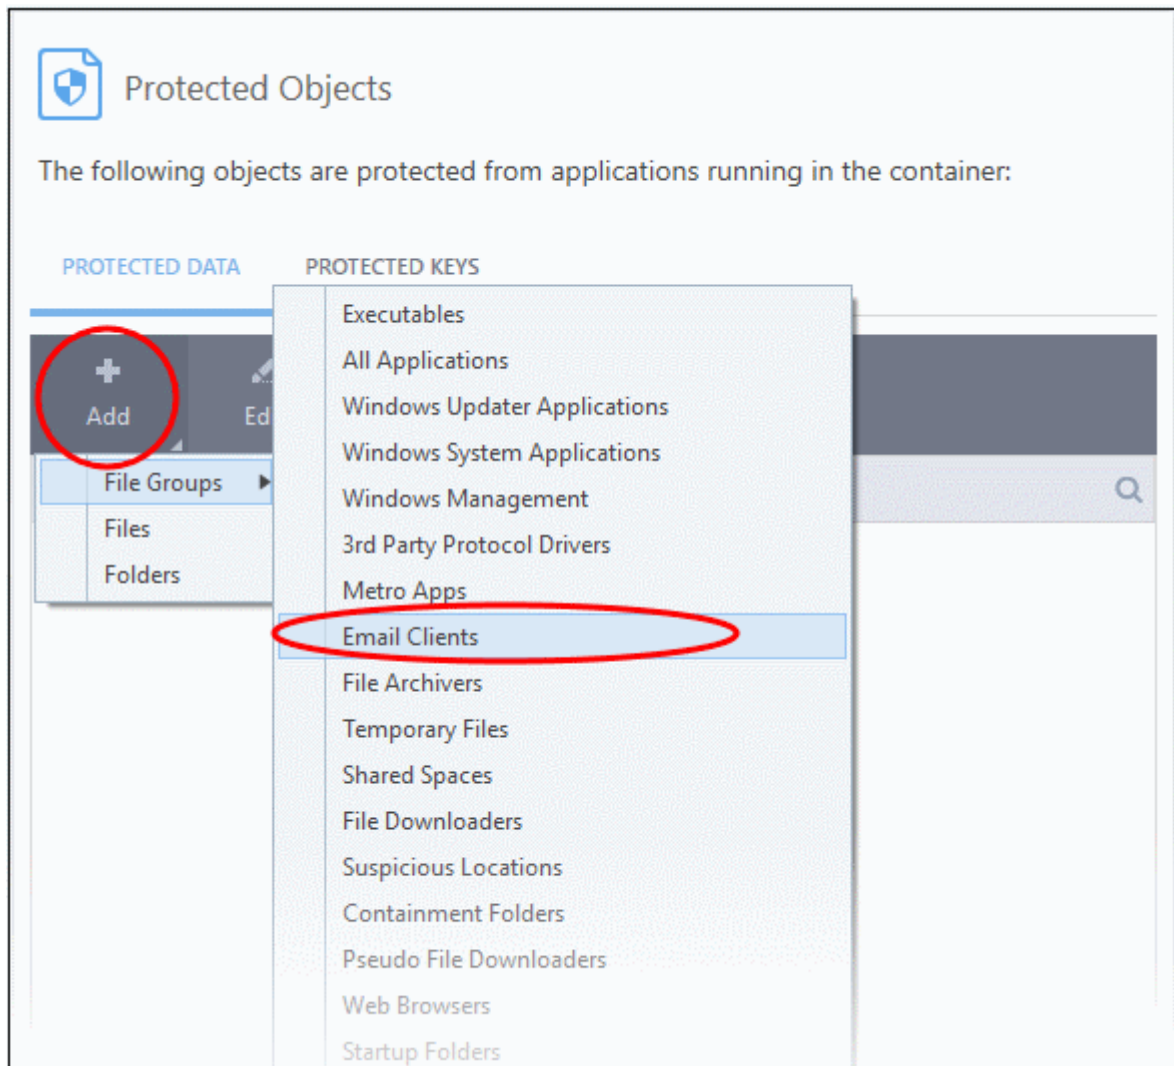 Protected Objects
The following objects are protected from applications running in the container:
PROTECTED DATA PROTECTED KEYS
Add
Ed
File Groups
Files
Folders
Executables
All Applications
Windows Updater Applications
Windows System Applications
Windows Management
3rd Party Protocol Drivers
Metro Apps
Email Clients
File Archivers
Temporary Files
Shared Spaces
File Downloaders
Suspicious Locations
Containment Folders
Pseudo File Downloaders
Web Browsers
Startup Folders